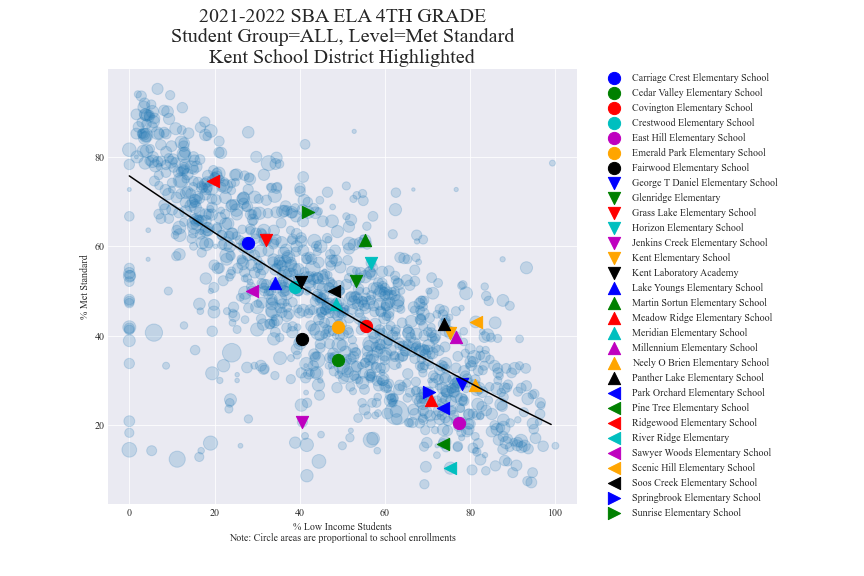 2021-2022 SBA ELA 4TH GRADE
Student Group=ALL, Level=Met Standard
Kent School District Highlighted
% Met Standard
80
60
40
20
0
20
40
60
80
100
% Low Income Students
Note: Circle areas are proportional to school enrollments
Carriage Crest Elementary School
Cedar Valley Elementary School
Covington Elementary School
Crestwood Elementary School
East Hill Elementary School
Emerald Park Elementary School
Fairwood Elementary School
George T Daniel Elementary School
Glenridge Elementary
Grass Lake Elementary School
Horizon Elementary School
Jenkins Creek Elementary School
Kent Elementary School
Kent Laboratory Academy
Lake Youngs Elementary School
Martin Sortun Elementary School
Meadow Ridge Elementary School
Meridian Elementary School
Millennium Elementary School
Neely O Brien Elementary School
Panther Lake Elementary School
Park Orchard Elementary School
Pine Tree Elementary School
Ridgewood Elementary School
River Ridge Elementary
Sawyer Woods Elementary School
Scenic Hill Elementary School
Soos Creek Elementary School
Springbrook Elementary School
Sunrise Elementary School